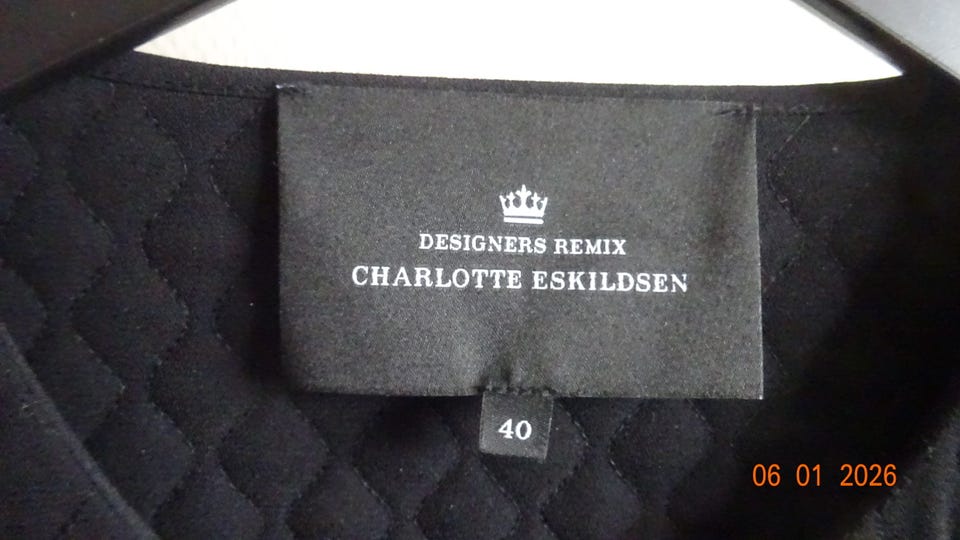 DESIGNERS REMIX
CHARLOTTE ESKILDSEN
40
06 01 2026